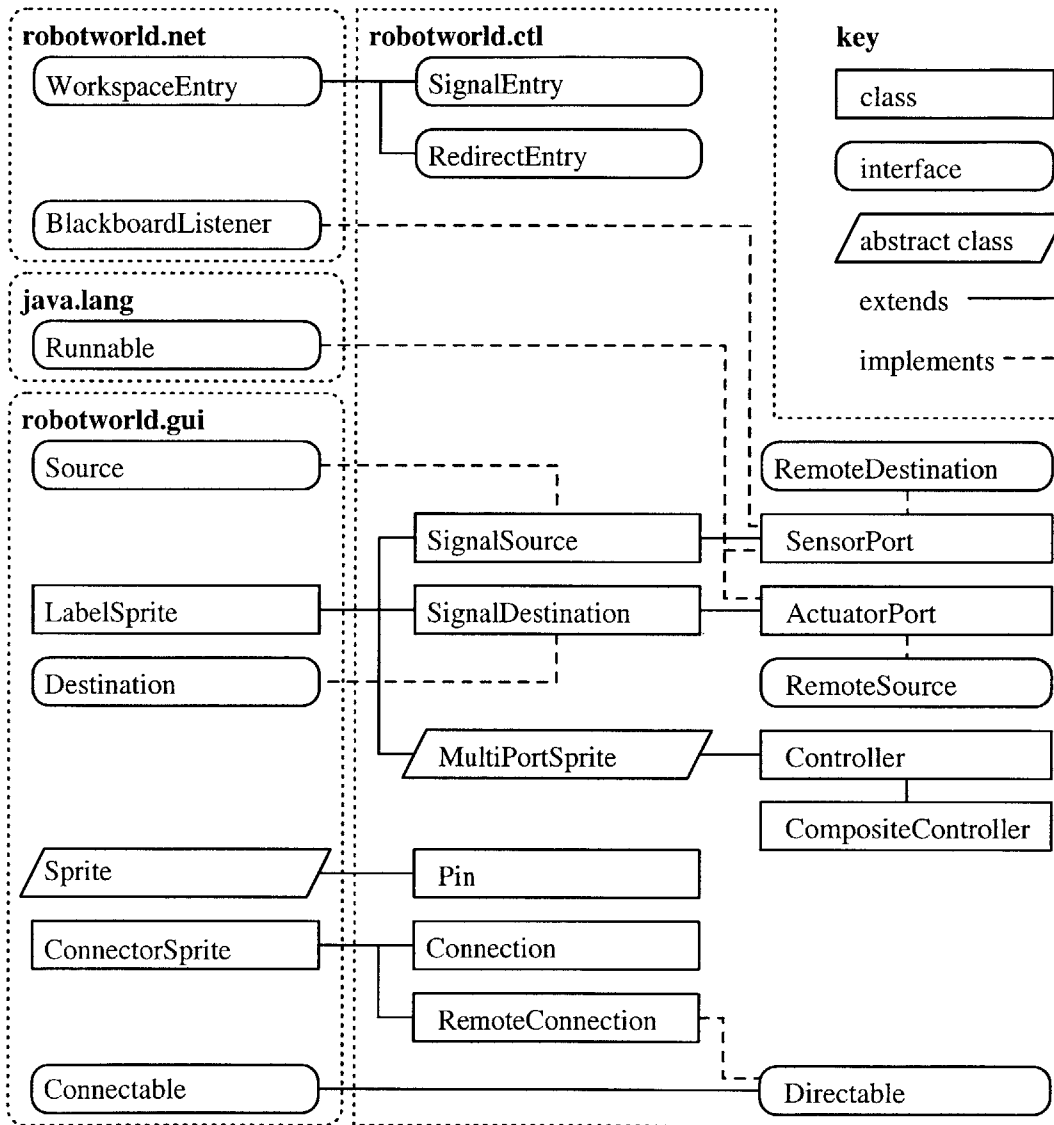 robotworld.net
robotworld.ctl
key
WorkspaceEntry
SignalEntry
class
RedirectEntry
interface
BlackboardListener
abstract class
java.lang
extends
Runnable
implements
robotworld.gui
Source
RemoteDestination
SignalSource
SensorPort
LabelSprite
SignalDestination
ActuatorPort
Destination
RemoteSource
MultiPortSprite
Controller
CompositeController
Sprite
Pin
ConnectorSprite
Connection
RemoteConnection
Connectable
Directable